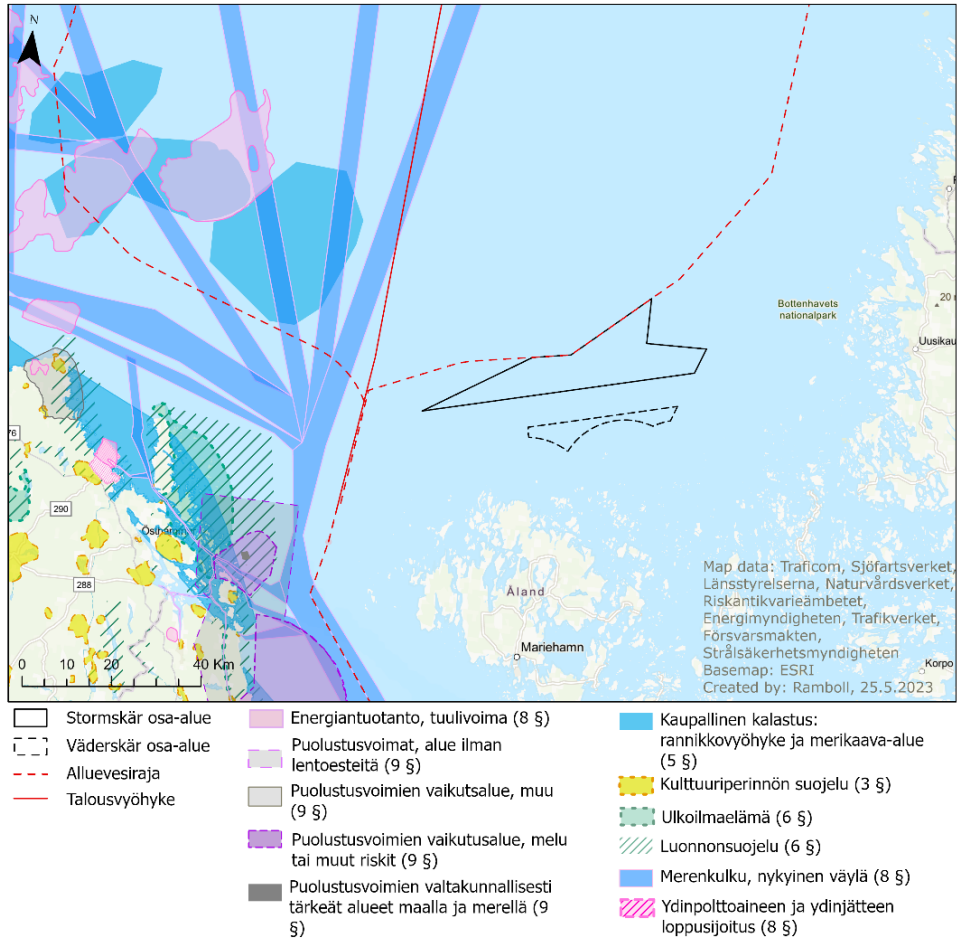 N
Bottenhavets
nationalpark
20
Uusikau
76
290
Östhammar
288
Åland
Mariehamn
Korpo
0 10 20 40 Km
Map data: Traficom, Sjöfartsverket,
Länsstyrelserna, Naturvårdsverket,
Riskantikvarieämbetet,
Energimyndigheten, Trafikverket,
Försvarsmakten,
Strålsäkerhetsmyndigheten
Basemap: ESRI
Created by: Ramboll, 25.5.2023
Stormskär osa-alue
Väderskär osa-alue
Alluevesiraja
Talousvyöhyke
Energiantuotanto, tuulivoima (8 §)
Puolustusvoimat, alue ilman
lentoesteitä (9 §)
Puolustusvoimien vaikutsalue, muu
(9 §)
Puolustusvoimien vaikutusalue, melu
tai muut riskit (9 §)
Puolustusvoimien valtakunnallisesti
tärkeät alueet maalla ja merellä (9
§)
Kaupallinen kalastus:
rannikkovyöhyke ja merikaava-alue
(5 §)
Kulttuuriperinnön suojelu (3 §)
Ulkoilmaelämä (6 §)
Luonnonsuojelu (6 §)
Merenkulku, nykyinen väylä (8 §)
Ydinpolttoaineen ja ydinjätteen
loppusijoitus (8 §)